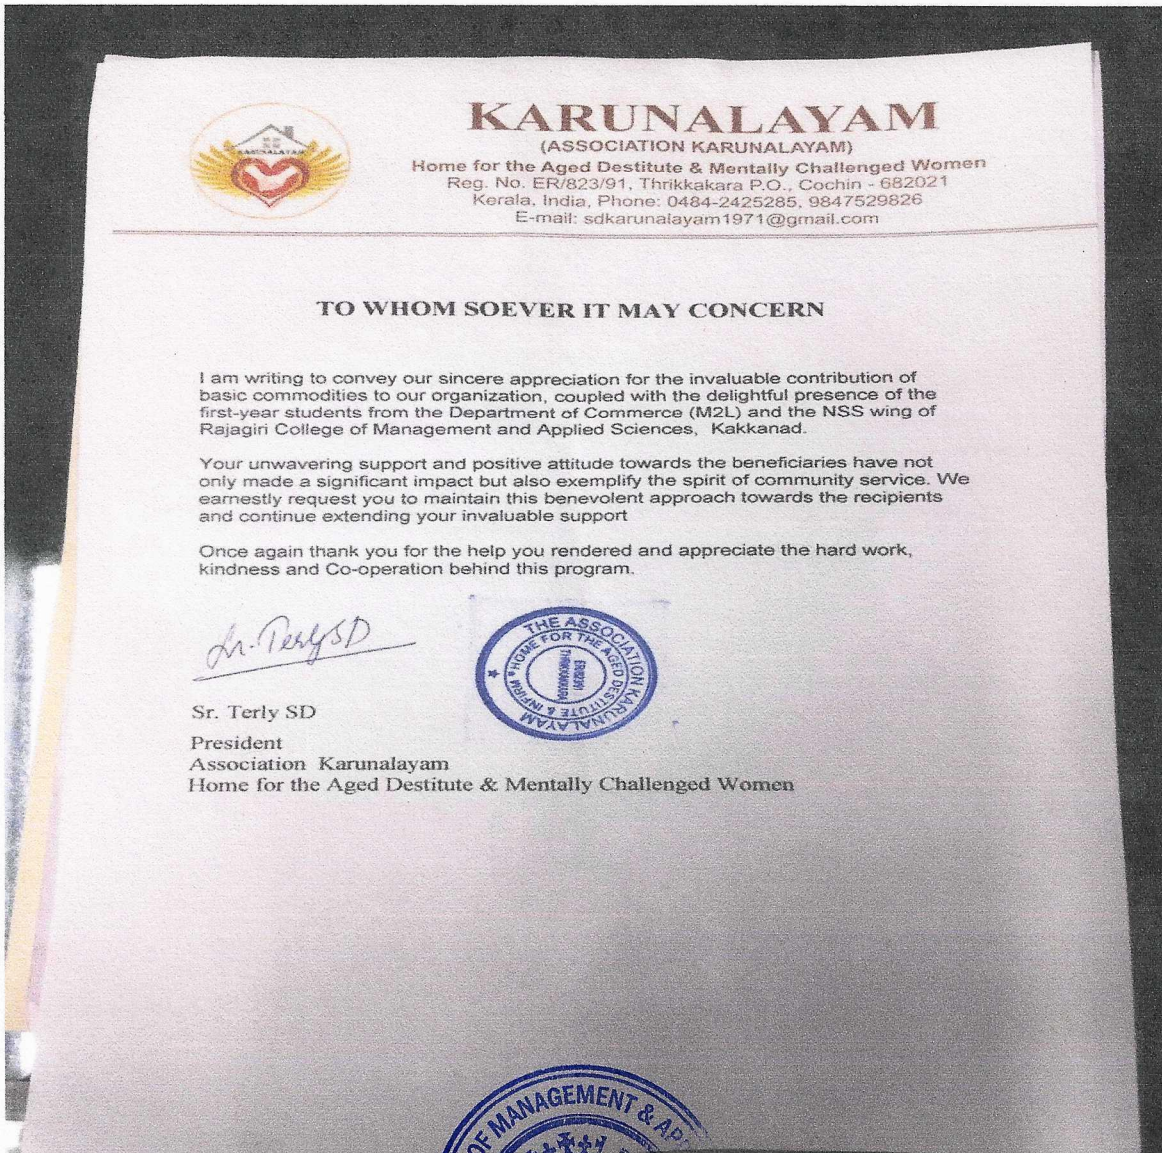 KARUNALAYAM
KARUNALAYAM
(ASSOCIATION KARUNALAYAM)
Home for the Aged Destitute & Mentally Challenged Women
Reg. No. ER/823/91, Thrikkakara P.O., Cochin - 682021
Kerala, India, Phone: 0484-2425285, 9847529826
E-mail: sdkarunalayam1971@gmail.com
TO WHOM SOEVER IT MAY CONCERN
I am writing to convey our sincere appreciation for the invaluable contribution of
basic commodities to our organization, coupled with the delightful presence of the
first-year students from the Department of Commerce (M2L) and the NSS wing of
Rajagiri College of Management and Applied Sciences, Kakkanad.
Your unwavering support and positive attitude towards the beneficiaries have not
only made a significant impact but also exemplify the spirit of community service. We
earnestly request you to maintain this benevolent approach towards the recipients
and continue extending your invaluable support
Once again thank you for the help you rendered and appreciate the hard work,
kindness and Co-operation behind this program.
Sr. Terly SD
THE ASSOCIATION KARUNALAYAM
HOME FOR THE AGED DESTITUTE & INFIRM
THRIKKAKARA
Sr. Terly SD
President
Association Karunalayam
Home for the Aged Destitute & Mentally Challenged Women
OF MANAGEMENT & AP